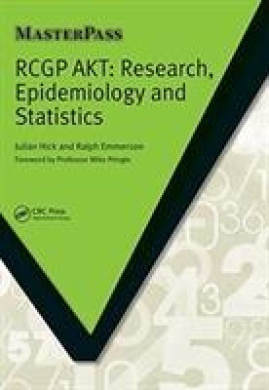 MASTERPASS
RCGP AKT: Research,
Epidemiology and
Statistics
Julian Hick and Ralph Emmerson
Foreword by Professor Mike Pringle
CRC Press